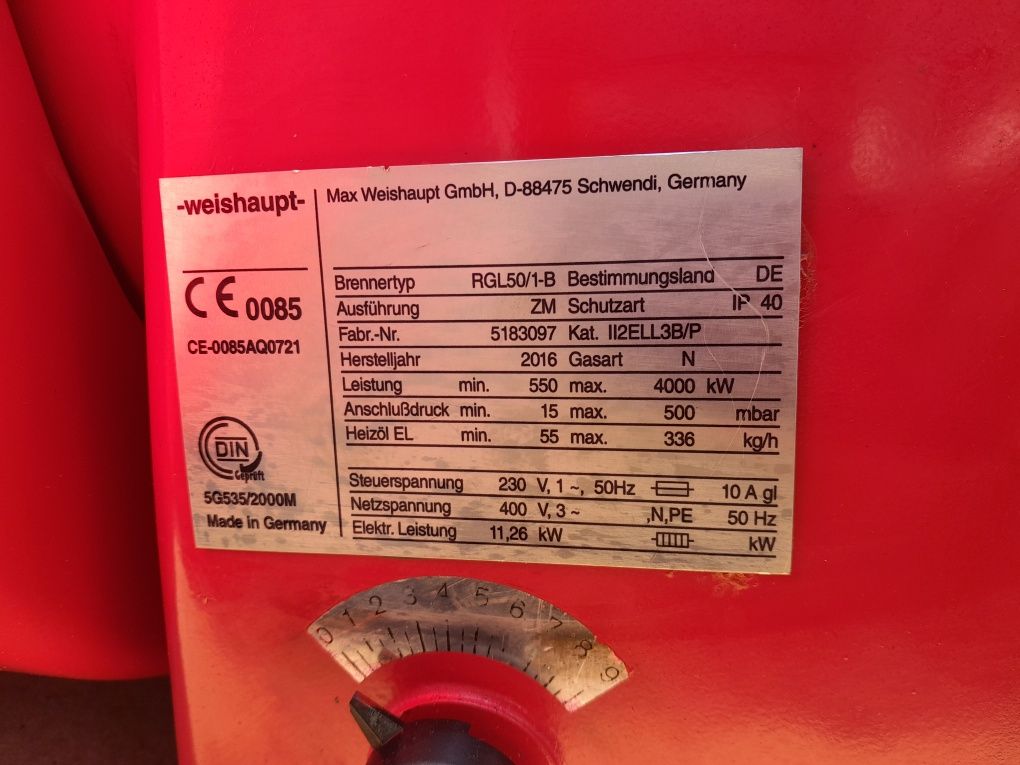 -weishaupt-
Max Weishaupt GmbH, D-88475 Schwendi, Germany
CE 0085
CE-0085AQ0721
DIN
Geprüft
5G535/2000M
Made in Germany
Brennertyp RGL50/1-B Bestimmungsland DE
Ausführung ZM Schutzart IP 40
Fabr.-Nr. 5183097 Kat. II2ELL3B/P
Herstelljahr 2016 Gasart N
Leistung min. 550 max. 4000 kW
Anschlußdruck min. 15 max. 500 mbar
Heizöl EL min. 55 max. 336 kg/h
Steuerspannung 230 V, 1 ~, 50Hz 10 A gl
Netzspannung 400 V, 3 ~ ,N,PE 50 Hz
Elektr. Leistung 11,26 kW kW
0 1 2 3 4 5 6 7 8 9